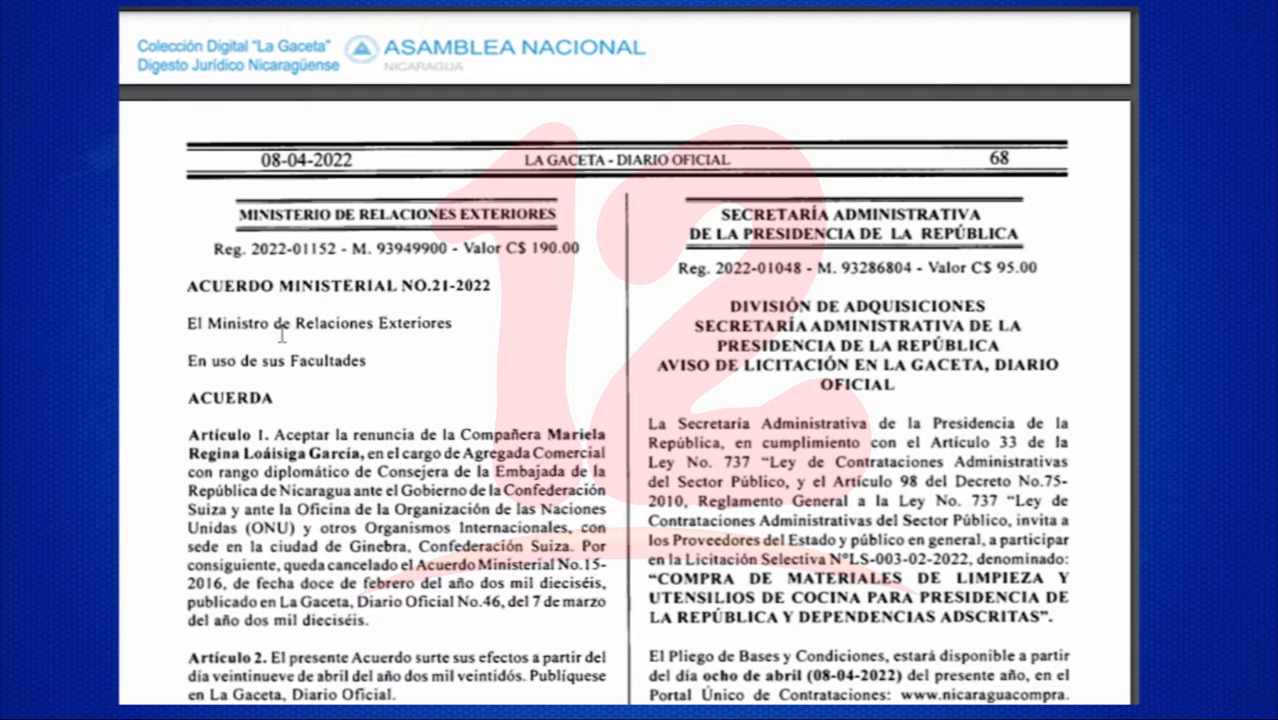 Colección Digital "La Gaceta"
Digesto Jurídico Nicaragüense
ASAMBLEA NACIONAL
NICARAGUA
08-04-2022
LA GACETA - DIARIO OFICIAL
68
MINISTERIO DE RELACIONES EXTERIORES
Reg. 2022-01152 - M. 93949900 - Valor C$ 190.00
ACUERDO MINISTERIAL NO.21-2022
El Ministro de Relaciones Exteriores
En uso de sus Facultades
ACUERDA
Artículo 1. Aceptar la renuncia de la Compañera Mariela
Regina Loáisiga García, en el cargo de Agregada Comercial
con rango diplomático de Consejera de la Embajada de la
República de Nicaragua ante el Gobierno de la Confederación
Suiza y ante la Oficina de la Organización de las Naciones
Unidas (ONU) y otros Organismos Internacionales, con
sede en la ciudad de Ginebra, Confederación Suiza. Por
consiguiente, queda cancelado el Acuerdo Ministerial No.15-
2016, de fecha doce de febrero del año dos mil dieciséis,
publicado en La Gaceta, Diario Oficial No.46, del 7 de marzo
del año dos mil dieciséis.
Artículo 2. El presente Acuerdo surte sus efectos a partir del
día veintinueve de abril del año dos mil veintidós. Publíquese
en La Gaceta, Diario Oficial.
SECRETARÍA ADMINISTRATIVA
DE LA PRESIDENCIA DE LA REPÚBLICA
Reg. 2022-01048 - M. 93286804 - Valor C$ 95.00
DIVISIÓN DE ADQUISICIONES
SECRETARÍA ADMINISTRATIVA DE LA
PRESIDENCIA DE LA REPÚBLICA
AVISO DE LICITACIÓN EN LA GACETA, DIARIO
OFICIAL
La Secretaría Administrativa de la Presidencia de la
República, en cumplimiento con el Artículo 33 de la
Ley No. 737 "Ley de Contrataciones Administrativas
del Sector Público, y el Artículo 98 del Decreto No.75-
2010, Reglamento General a la Ley No. 737 "Ley de
Contrataciones Administrativas del Sector Público, invita a
los Proveedores del Estado y público en general, a participar
en la Licitación Selectiva N°LS-003-02-2022, denominado:
"COMPRA DE MATERIALES DE LIMPIEZA Y
UTENSILIOS DE COCINA PARA PRESIDENCIA DE
LA REPÚBLICA Y DEPENDENCIAS ADSCRITAS".
El Pliego de Bases y Condiciones, estará disponible a partir
del día ocho de abril (08-04-2022) del presente año, en el
Portal Único de Contrataciones: www.nicaraguacompra.
12